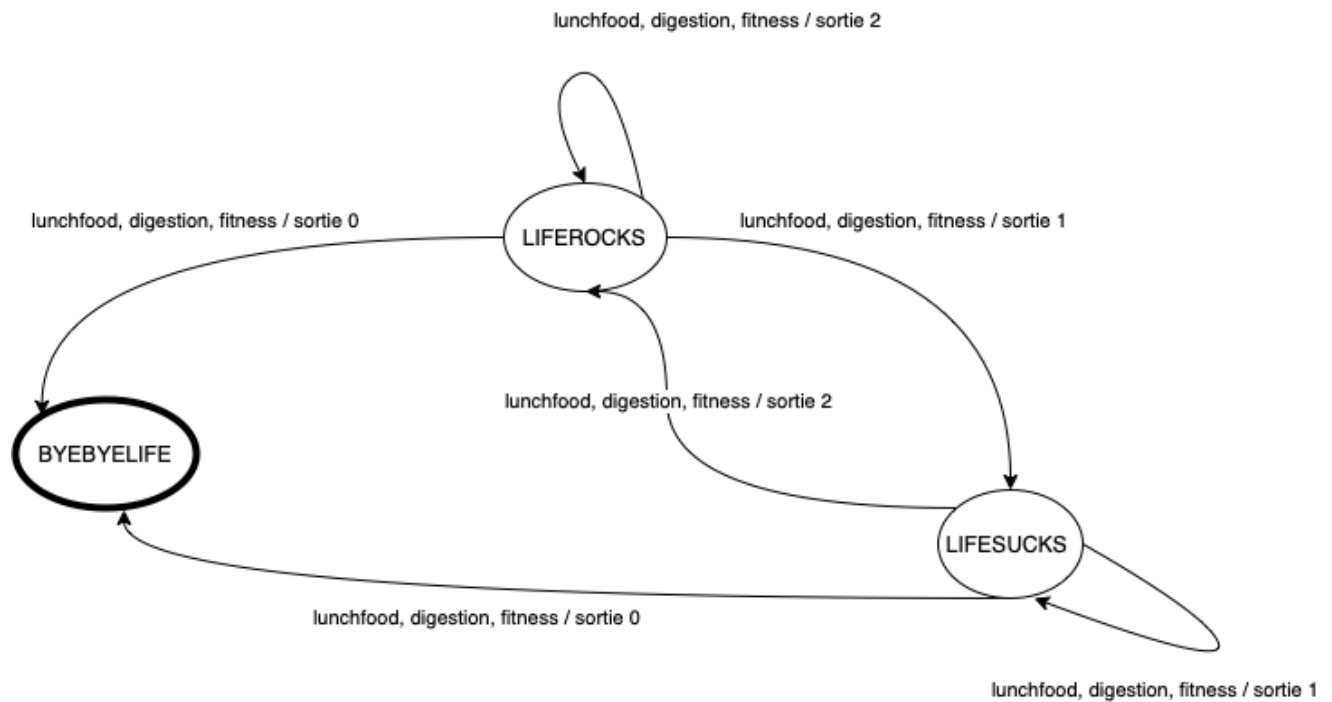 lunchfood, digestion, fitness / sortie 2
lunchfood, digestion, fitness / sortie 0
lunchfood, digestion, fitness / sortie 1
LIFEROCKS
lunchfood, digestion, fitness / sortie 2
BYEBYELIFE
LIFESUCKS
lunchfood, digestion, fitness / sortie 0
lunchfood, digestion, fitness / sortie 1